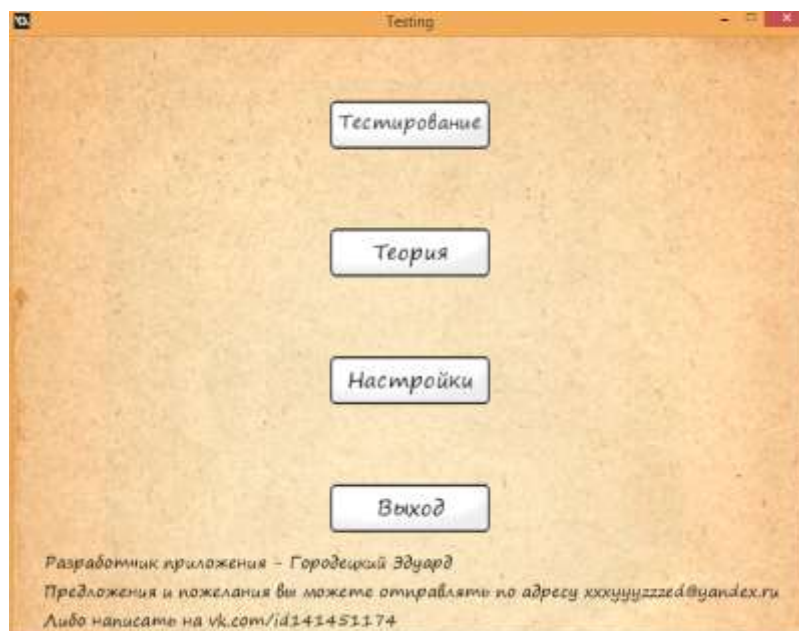 Testing
Тестирование
Теория
Настройки
Выход
Разработчик приложения - Городецкий Эдуард
Предложения и пожелания вы можете отправлять по адресу xxxyyyzzzed@yandex.ru
Либо написать на vk.com/id141451174